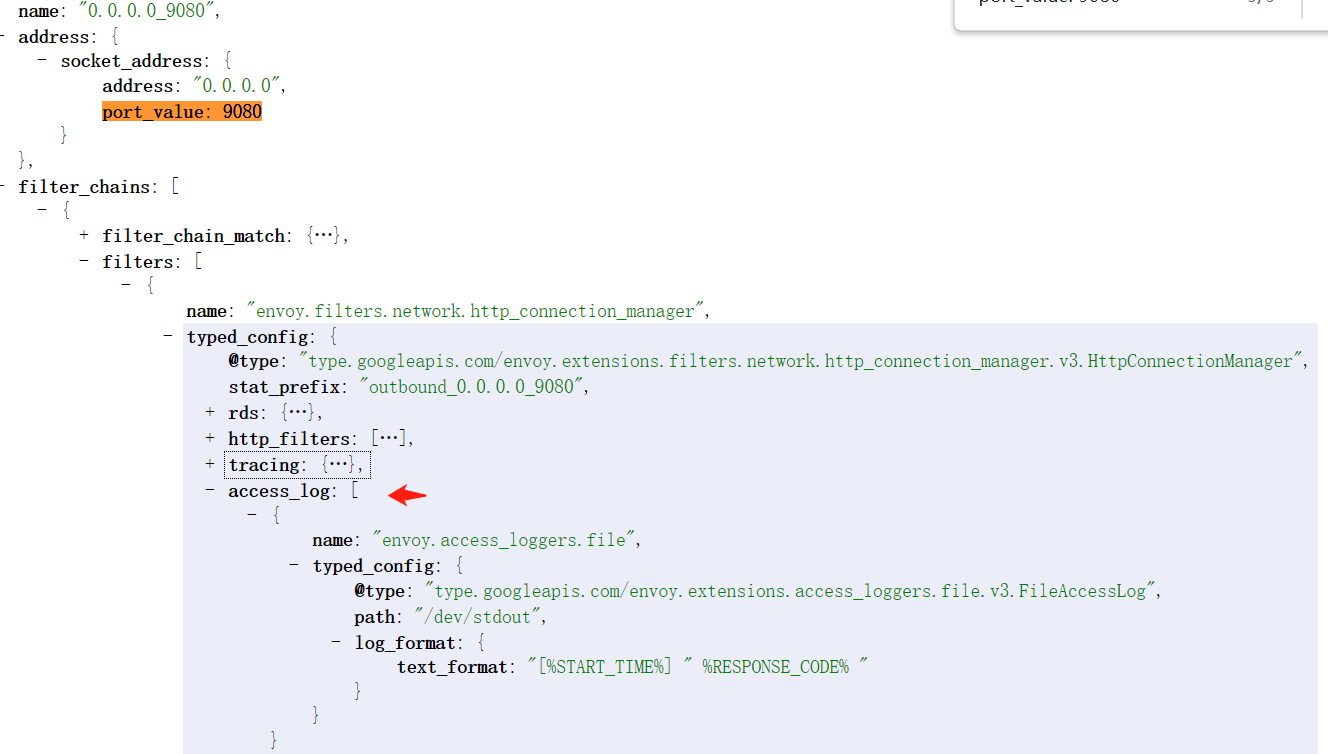 name: "0.0.0.0_9080",
- address: {
- socket_address: {
address: "0.0.0.0",
port_value: 9080
}
},
- filter_chains: [
- {
+ filter_chain_match: {…},
- filters: [
- {
name: "envoy.filters.network.http_connection_manager",
- typed_config: {
@type: "type.googleapis.com/envoy.extensions.filters.network.http_connection_manager.v3.HttpConnectionManager",
stat_prefix: "outbound_0.0.0.0_9080",
+ rds: {…},
+ http_filters: […],
+ tracing: {…},
- access_log: [
- {
name: "envoy.access_loggers.file",
- typed_config: {
@type: "type.googleapis.com/envoy.extensions.access_loggers.file.v3.FileAccessLog",
path: "/dev/stdout",
- log_format: {
text_format: "[%START_TIME%] " %RESPONSE_CODE% "
}
}
}